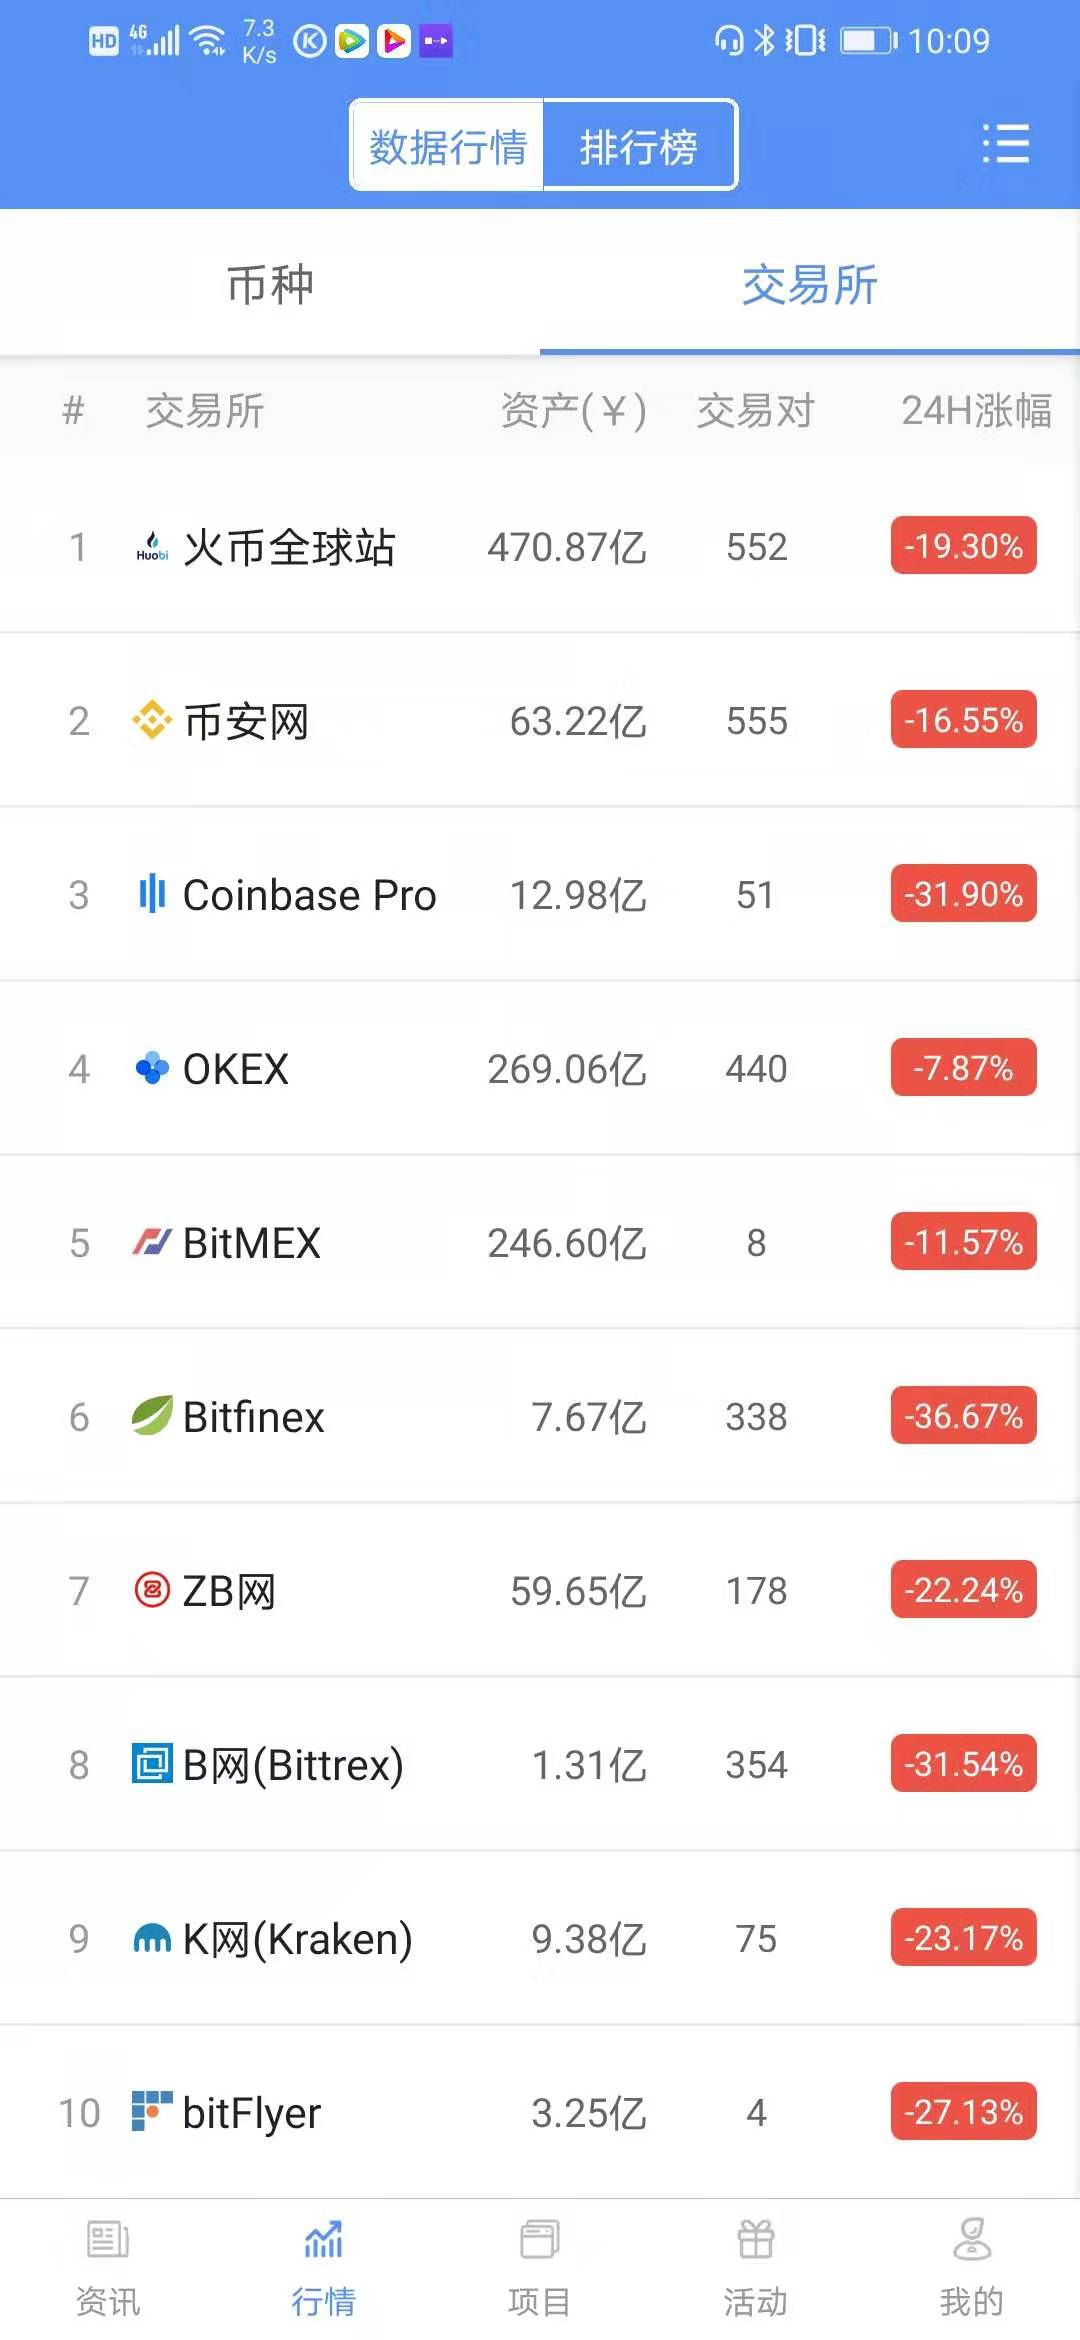 HD 4G 7.3 K/s 10:09
数据行情 排行榜
币种 交易所
# 交易所 资产(￥) 交易对 24H涨幅
1 Huobi 火币全球站 470.87亿 552 -19.30%
2 币安网 63.22亿 555 -16.55%
3 Coinbase Pro 12.98亿 51 -31.90%
4 OKEX 269.06亿 440 -7.87%
5 BitMEX 246.60亿 8 -11.57%
6 Bitfinex 7.67亿 338 -36.67%
7 ZB网 59.65亿 178 -22.24%
8 B网(Bittrex) 1.31亿 354 -31.54%
9 K网(Kraken) 9.38亿 75 -23.17%
10 bitFlyer 3.25亿 4 -27.13%
资讯 行情 项目 活动 我的